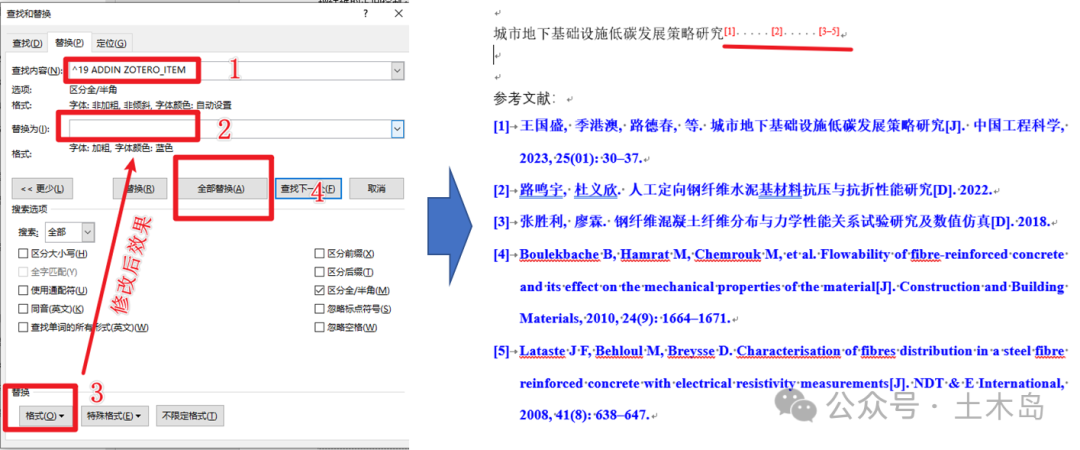 查找和替换
? ×
查找(D) 替换(P) 定位(G)
查找内容(N): ^19 ADDIN ZOTERO_ITEM 1
选项: 区分全/半角
格式: 字体: 非加粗, 非倾斜, 字体颜色: 自动设置
替换为(I): 2
格式: 字体: 加粗, 字体颜色: 蓝色
<< 更少(L) 替换(R) 全部替换(A) 查找下一处(F) 取消
4
搜索选项
搜索: 全部
区分大小写(H) 区分前缀(X)
全字匹配(Y) 区分后缀(T)
使用通配符(U) 区分全/半角(M)
同音(英文)(K) 忽略标点符号(S)
查找单词的所有形式(英文)(W) 忽略空格(W)
修改后效果
替换
3
格式(O) 特殊格式(E) 不限定格式(T)
城市地下基础设施低碳发展策略研究[1]·····[2]·····[3-5]
参考文献：
[1] 王国盛, 季港澳, 路德春, 等. 城市地下基础设施低碳发展策略研究[J]. 中国工程科学,
2023, 25(01): 30–37.
[2] 路鸣宇, 杜义欣. 人工定向钢纤维水泥基材料抗压与抗折性能研究[D]. 2022.
[3] 张胜利, 廖霖. 钢纤维混凝土纤维分布与力学性能关系试验研究及数值仿真[D]. 2018.
[4] Boulekbache B, Hamrat M, Chemrouk M, et al. Flowability of fibre-reinforced concrete
and its effect on the mechanical properties of the material[J]. Construction and Building
Materials, 2010, 24(9): 1664–1671.
[5] Lataste J F, Behloul M, Breysse D. Characterisation of fibres distribution in a steel fibre
reinforced concrete with electrical resistivity measurements[J]. NDT & E International,
2008, 41(8): 638–647.
公众号 · 土木岛